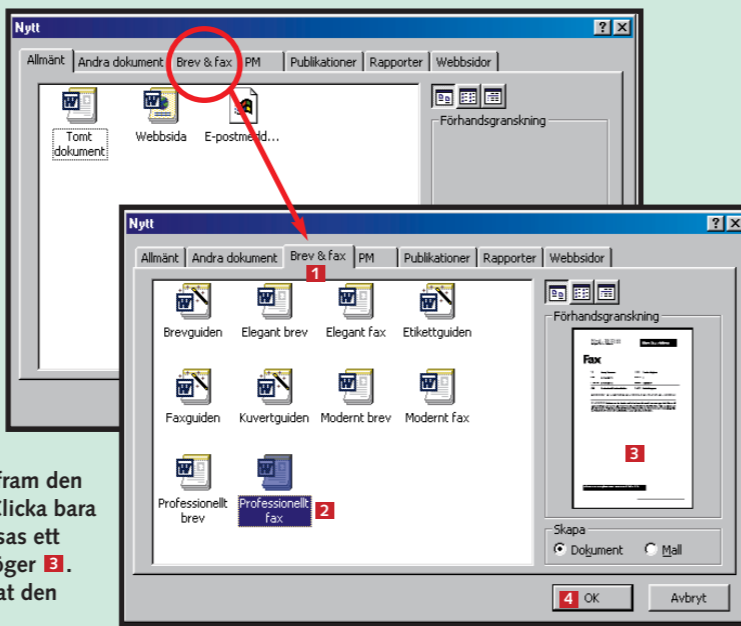 Nytt
Allmänt Andra dokument Brev & fax PM Publikationer Rapporter Webbsidor
Tomt dokument
Webbsida
E-postmedd...
Förhandsgranskning
Nytt
Allmänt Andra dokument Brev & fax PM Publikationer Rapporter Webbsidor
1
Brevguiden Elegant brev Elegant fax Etikettguiden
Faxguiden Kuvertguiden Modernt brev Modernt fax
Professionellt brev
Professionellt fax
2
Förhandsgranskning
Fax
3
Skapa
Dokument Mall
4 OK Avbryt
fram den
licka bara
sas ett
öger 3.
at den